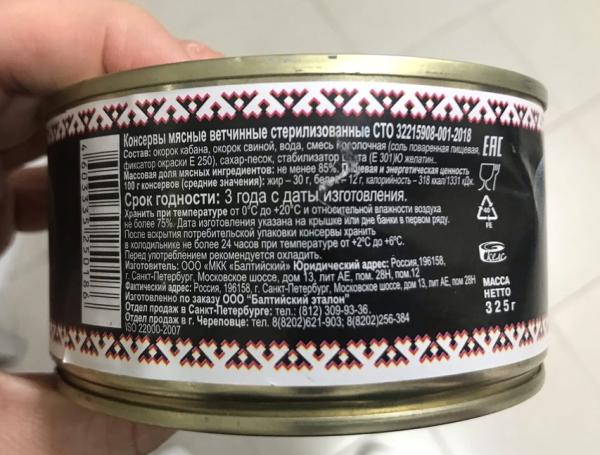 Консервы мясные ветчинные стерилизованные СТО 32215908-001-2018
Состав: окорок кабана, окорок свиной, вода, смесь посолочная (соль поваренная пищевая,
фиксатор окраски Е 250), сахар-песок, стабилизатор (Е 301) желатин.
Массовая доля мясных ингредиентов: не менее 85%. Пищевая и энергетическая ценность
100 г консервов (средние значения): жир – 30 г, белок – 12 г, калорийность – 318 ккал/1331 кДж.
Срок годности: 3 года с даты изготовления.
Хранить при температуре от 0°С до +20°С и относительной влажности воздуха
не более 75%. Дата изготовления указана на крышке или дне банки в первом ряду.
После вскрытия потребительской упаковки консервы хранить
в холодильнике не более 24 часов при температуре от +2°С до +6°С.
Перед употреблением рекомендуется охладить.
Изготовитель: ООО «МКК «Балтийский» Юридический адрес: Россия, 196158,
г. Санкт-Петербург, Московское шоссе, дом 13, лит АЕ, пом. 28Н, пом.12
Фактический адрес: Россия, 196158, г. Санкт-Петербург, Московское шоссе, дом 13, лит АЕ, пом 28Н
Изготовлено по заказу ООО "Балтийский эталон"
Отдел продаж в Санкт-Петербурге: тел.: (812) 309-93-36.
Отдел продаж в г. Череповце: тел.: 8(8202)621-903; 8(8202)256-384
ISO 22000-2007
EAC
40
FE
МАССА
НЕТТО
325г